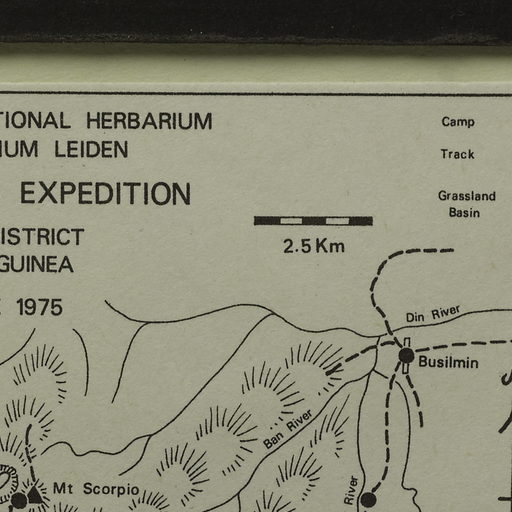 TIONAL HERBARIUM
IUM LEIDEN
EXPEDITION
ISTRICT
GUINEA
1975
Camp
Track
Grassland
Basin
2.5 Km
Din River
Busilmin
Ban River
Mt Scorpio
River